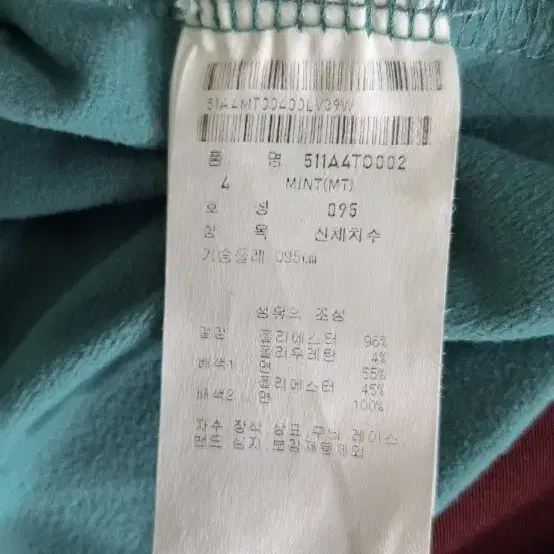 품 명 511A4TO002
4 MINT(MT)
호 칭 095
항 목 신체치수
가슴둘레 095cm
섬유의 조성
겉감 폴리에스터 96%
폴리우레탄 4%
배색1 면 55%
폴리에스터 45%
배색2 면 100%
자수 장식 상표 무늬 레이스,
밴드 심지,보강재등제외